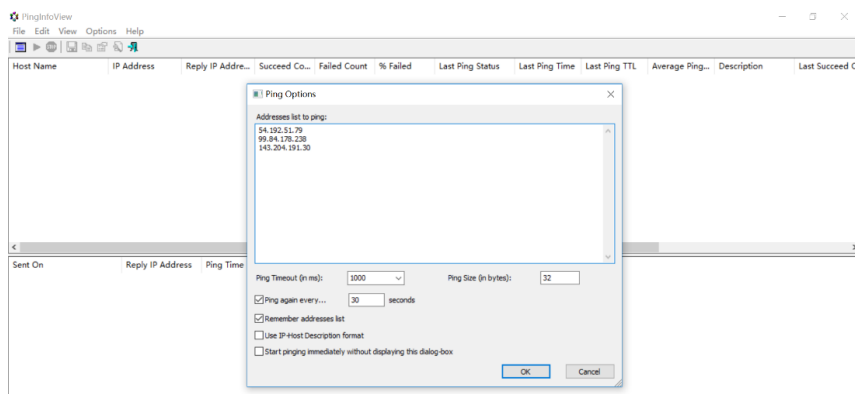 PingInfoView
File Edit View Options Help
Host Name IP Address Reply IP Addre... Succeed Co... Failed Count % Failed Last Ping Status Last Ping Time Last Ping TTL Average Ping... Description Last Succeed
Ping Options
Addresses list to ping:
54.192.51.79
99.84.178.238
143.204.191.30
Sent On Reply IP Address Ping Time
Ping Timeout (in ms): 1000 Ping Size (in bytes): 32
Ping again every... 30 seconds
Remember addresses list
Use IP-Host Description format
Start pinging immediately without displaying this dialog-box
OK Cancel